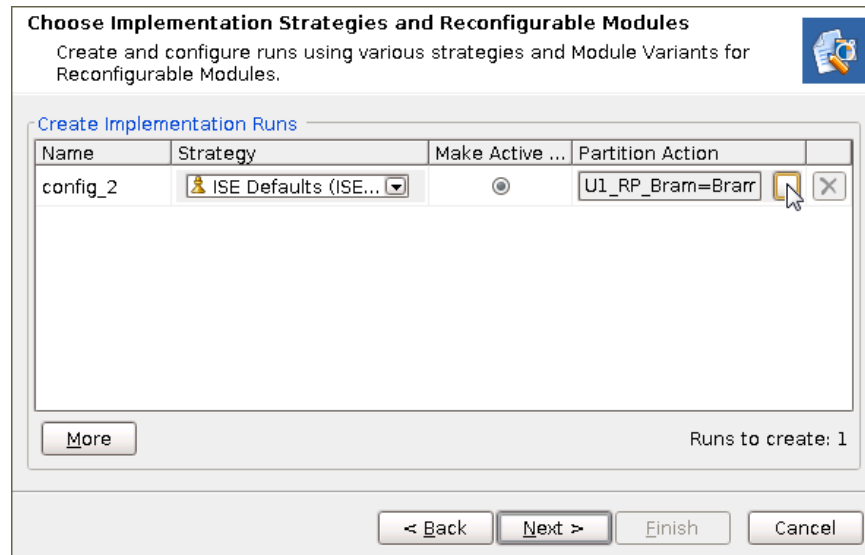 Choose Implementation Strategies and Reconfigurable Modules
Create and configure runs using various strategies and Module Variants for
Reconfigurable Modules.
Create Implementation Runs
Name Strategy Make Active ... Partition Action
config_2 ISE Defaults (ISE... U1_RP_Bram=Bram
More Runs to create: 1
< Back Next > Finish Cancel